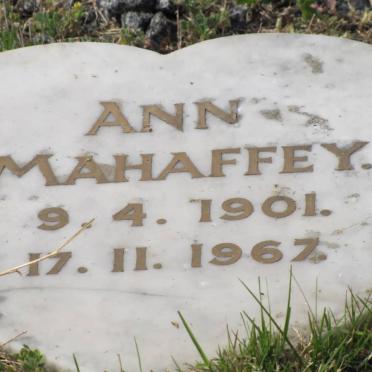 ANN
MAHAFFEY.
9. 4. 1901.
17. 11. 1967.